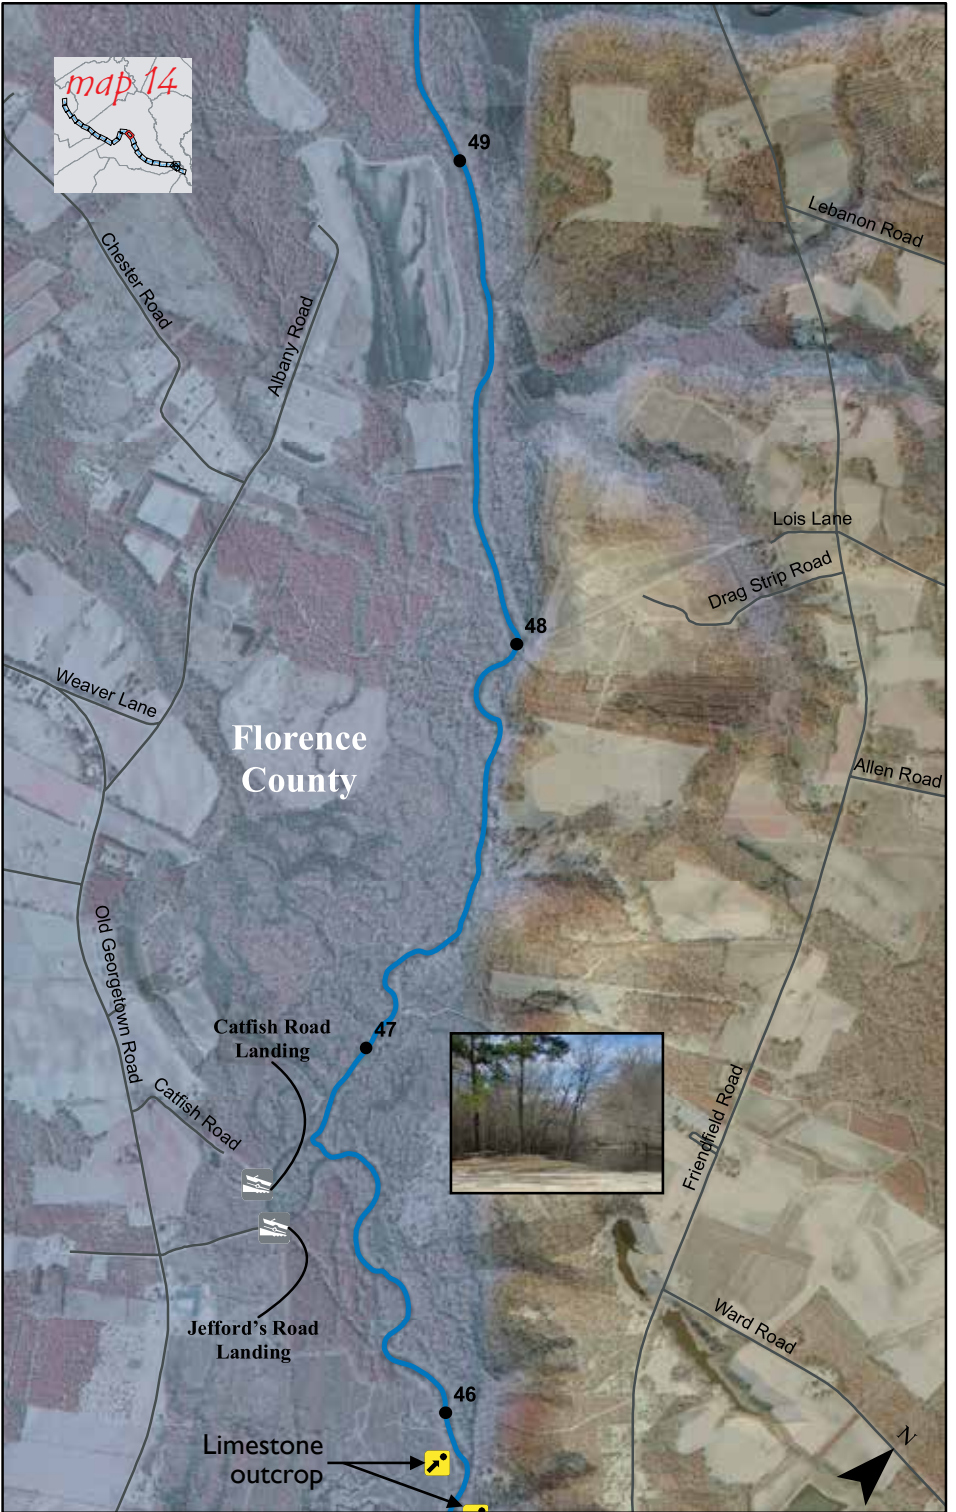 map 14
49
Lebanon Road
Chester Road
Albany Road
Lois Lane
Drag Strip Road
48
Weaver Lane
Florence
County
Allen Road
Old Georgetown Road
Catfish Road
Landing
47
Catfish Road
Friendfield Road
Jefford's Road
Landing
Ward Road
46
Limestone
outcrop
N